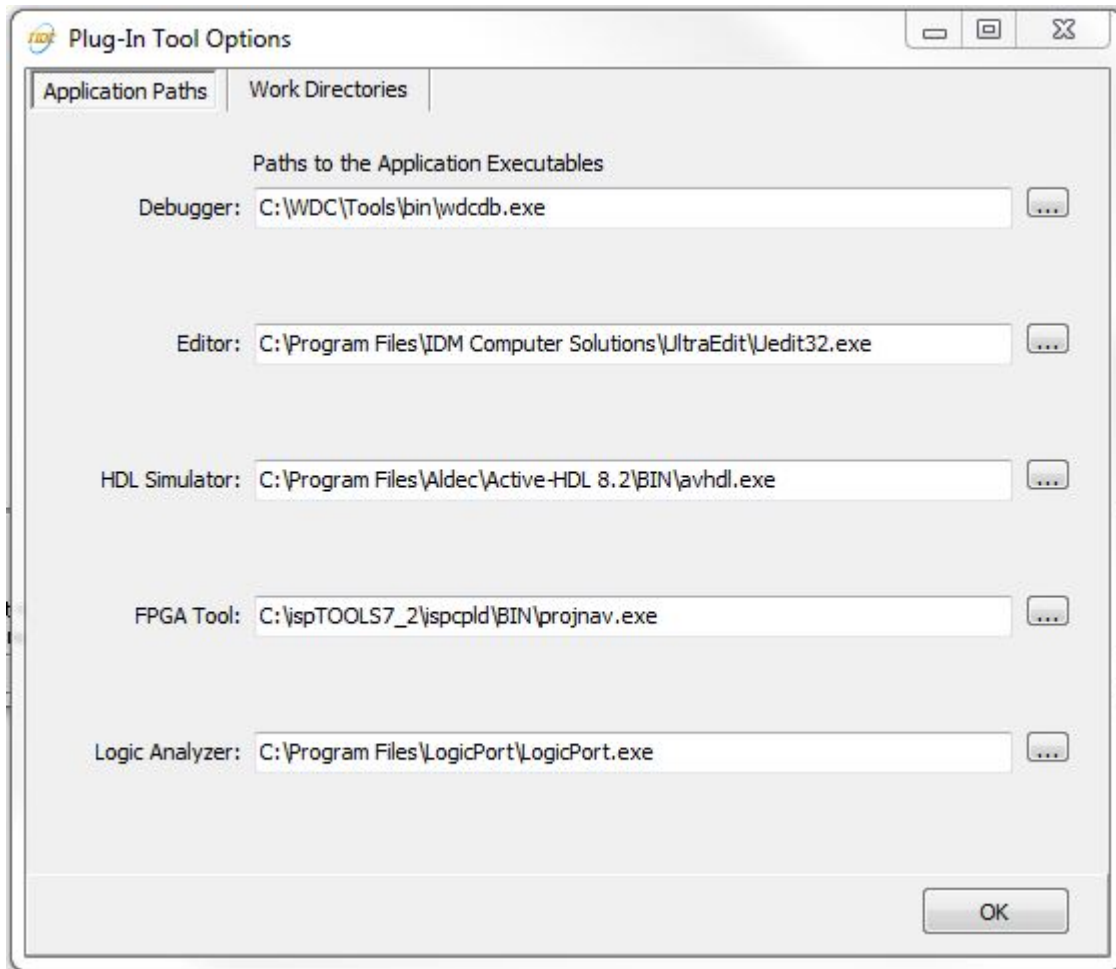 Plug-In Tool Options
Application Paths Work Directories
Paths to the Application Executables
Debugger: C:\WDC\Tools\bin\wdcdb.exe ...
Editor: C:\Program Files\IDM Computer Solutions\UltraEdit\Uedit32.exe ...
HDL Simulator: C:\Program Files\Aldec\Active-HDL 8.2\BIN\avhdl.exe ...
FPGA Tool: C:\ispTOOLS7_2\ispcpld\BIN\projnav.exe ...
Logic Analyzer: C:\Program Files\LogicPort\LogicPort.exe ...
OK